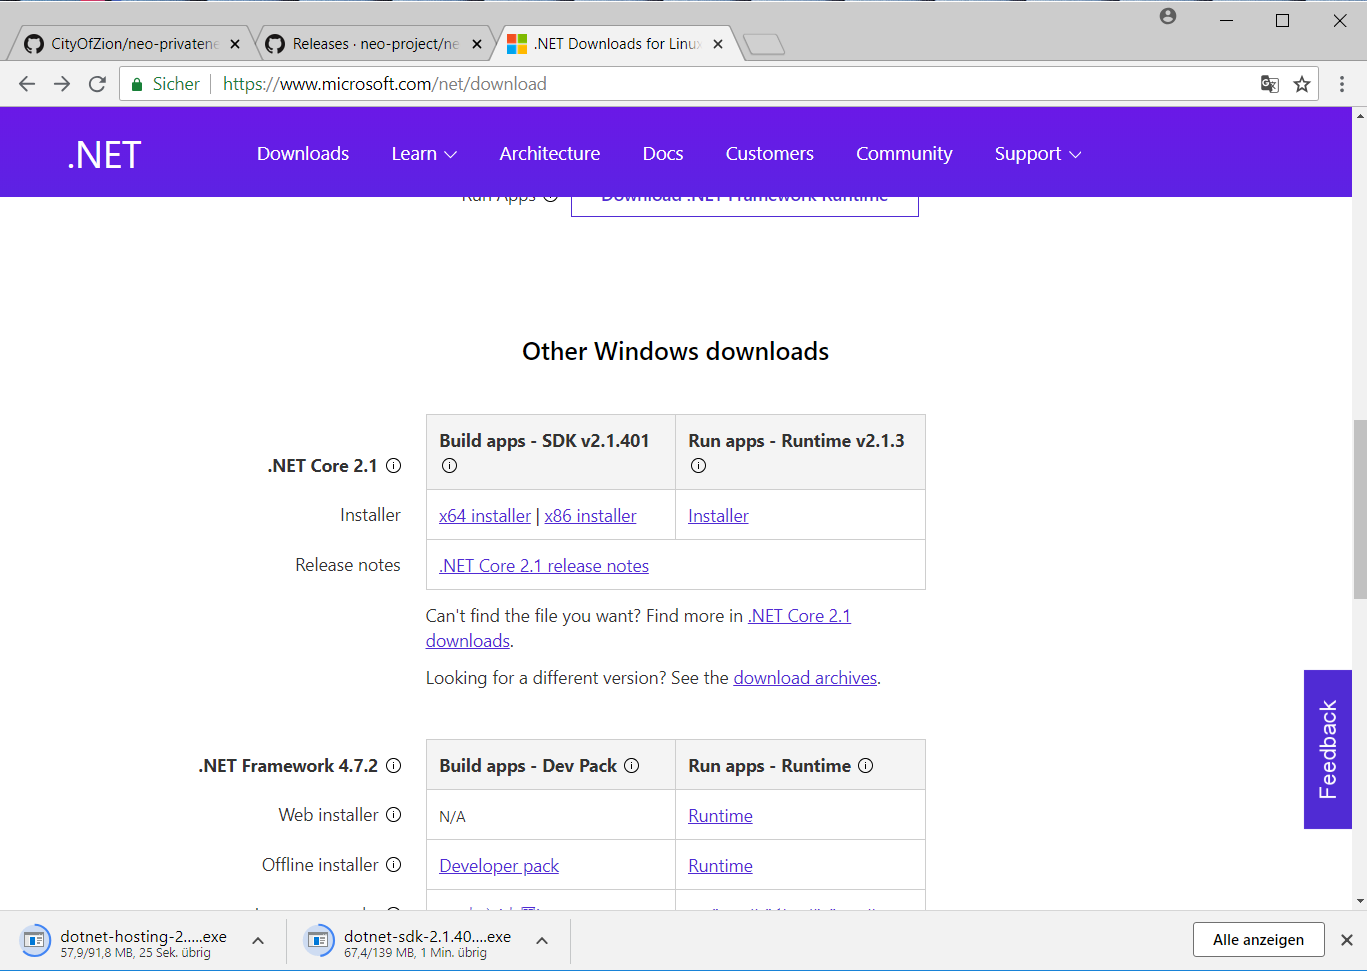 CityOfZion/neo-privatene
Releases · neo-project/ne
.NET Downloads for Linux
Sicher
https://www.microsoft.com/net/download
.NET
Downloads
Learn
Architecture
Docs
Customers
Community
Support
Run Apps
Download .NET Framework Runtime
Other Windows downloads
.NET Core 2.1
Build apps - SDK v2.1.401
Run apps - Runtime v2.1.3
Installer
x64 installer | x86 installer
Installer
Release notes
.NET Core 2.1 release notes
Can't find the file you want? Find more in .NET Core 2.1
downloads.
Looking for a different version? See the download archives.
.NET Framework 4.7.2
Build apps - Dev Pack
Run apps - Runtime
Web installer
N/A
Runtime
Offline installer
Developer pack
Runtime
Feedback
dotnet-hosting-2.....exe
57,9/91,8 MB, 25 Sek. übrig
dotnet-sdk-2.1.40....exe
67,4/139 MB, 1 Min. übrig
Alle anzeigen